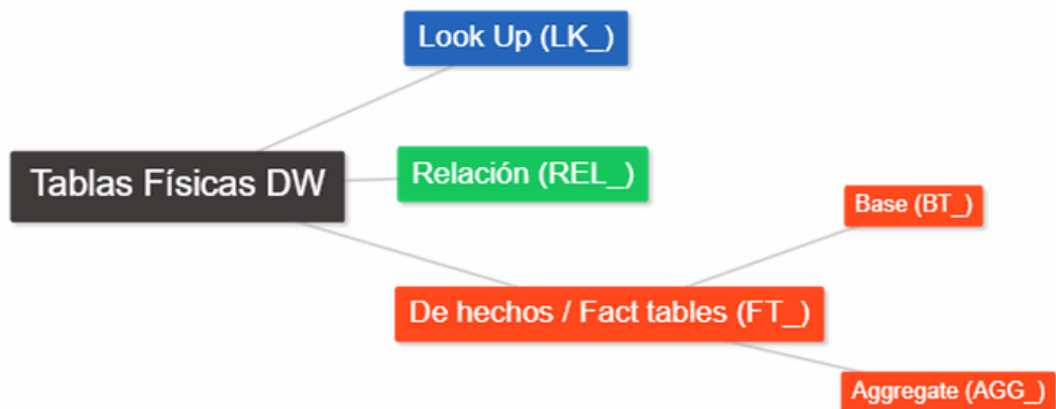 Look Up (LK_)
Tablas Físicas DW
Relación (REL_)
Base (BT_)
De hechos / Fact tables (FT_)
Aggregate (AGG_)